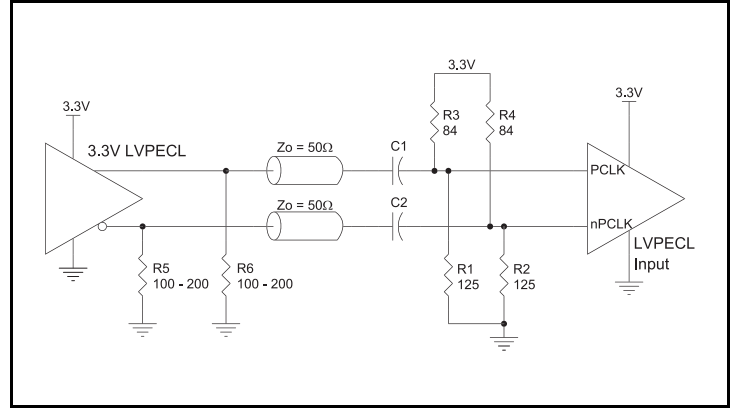 3.3V
3.3V
3.3V
3.3V LVPECL
R3
84
R4
84
Zo = 50Ω
C1
PCLK
Zo = 50Ω
C2
nPCLK
LVPECL
Input
R5
100 - 200
R6
100 - 200
R1
125
R2
125